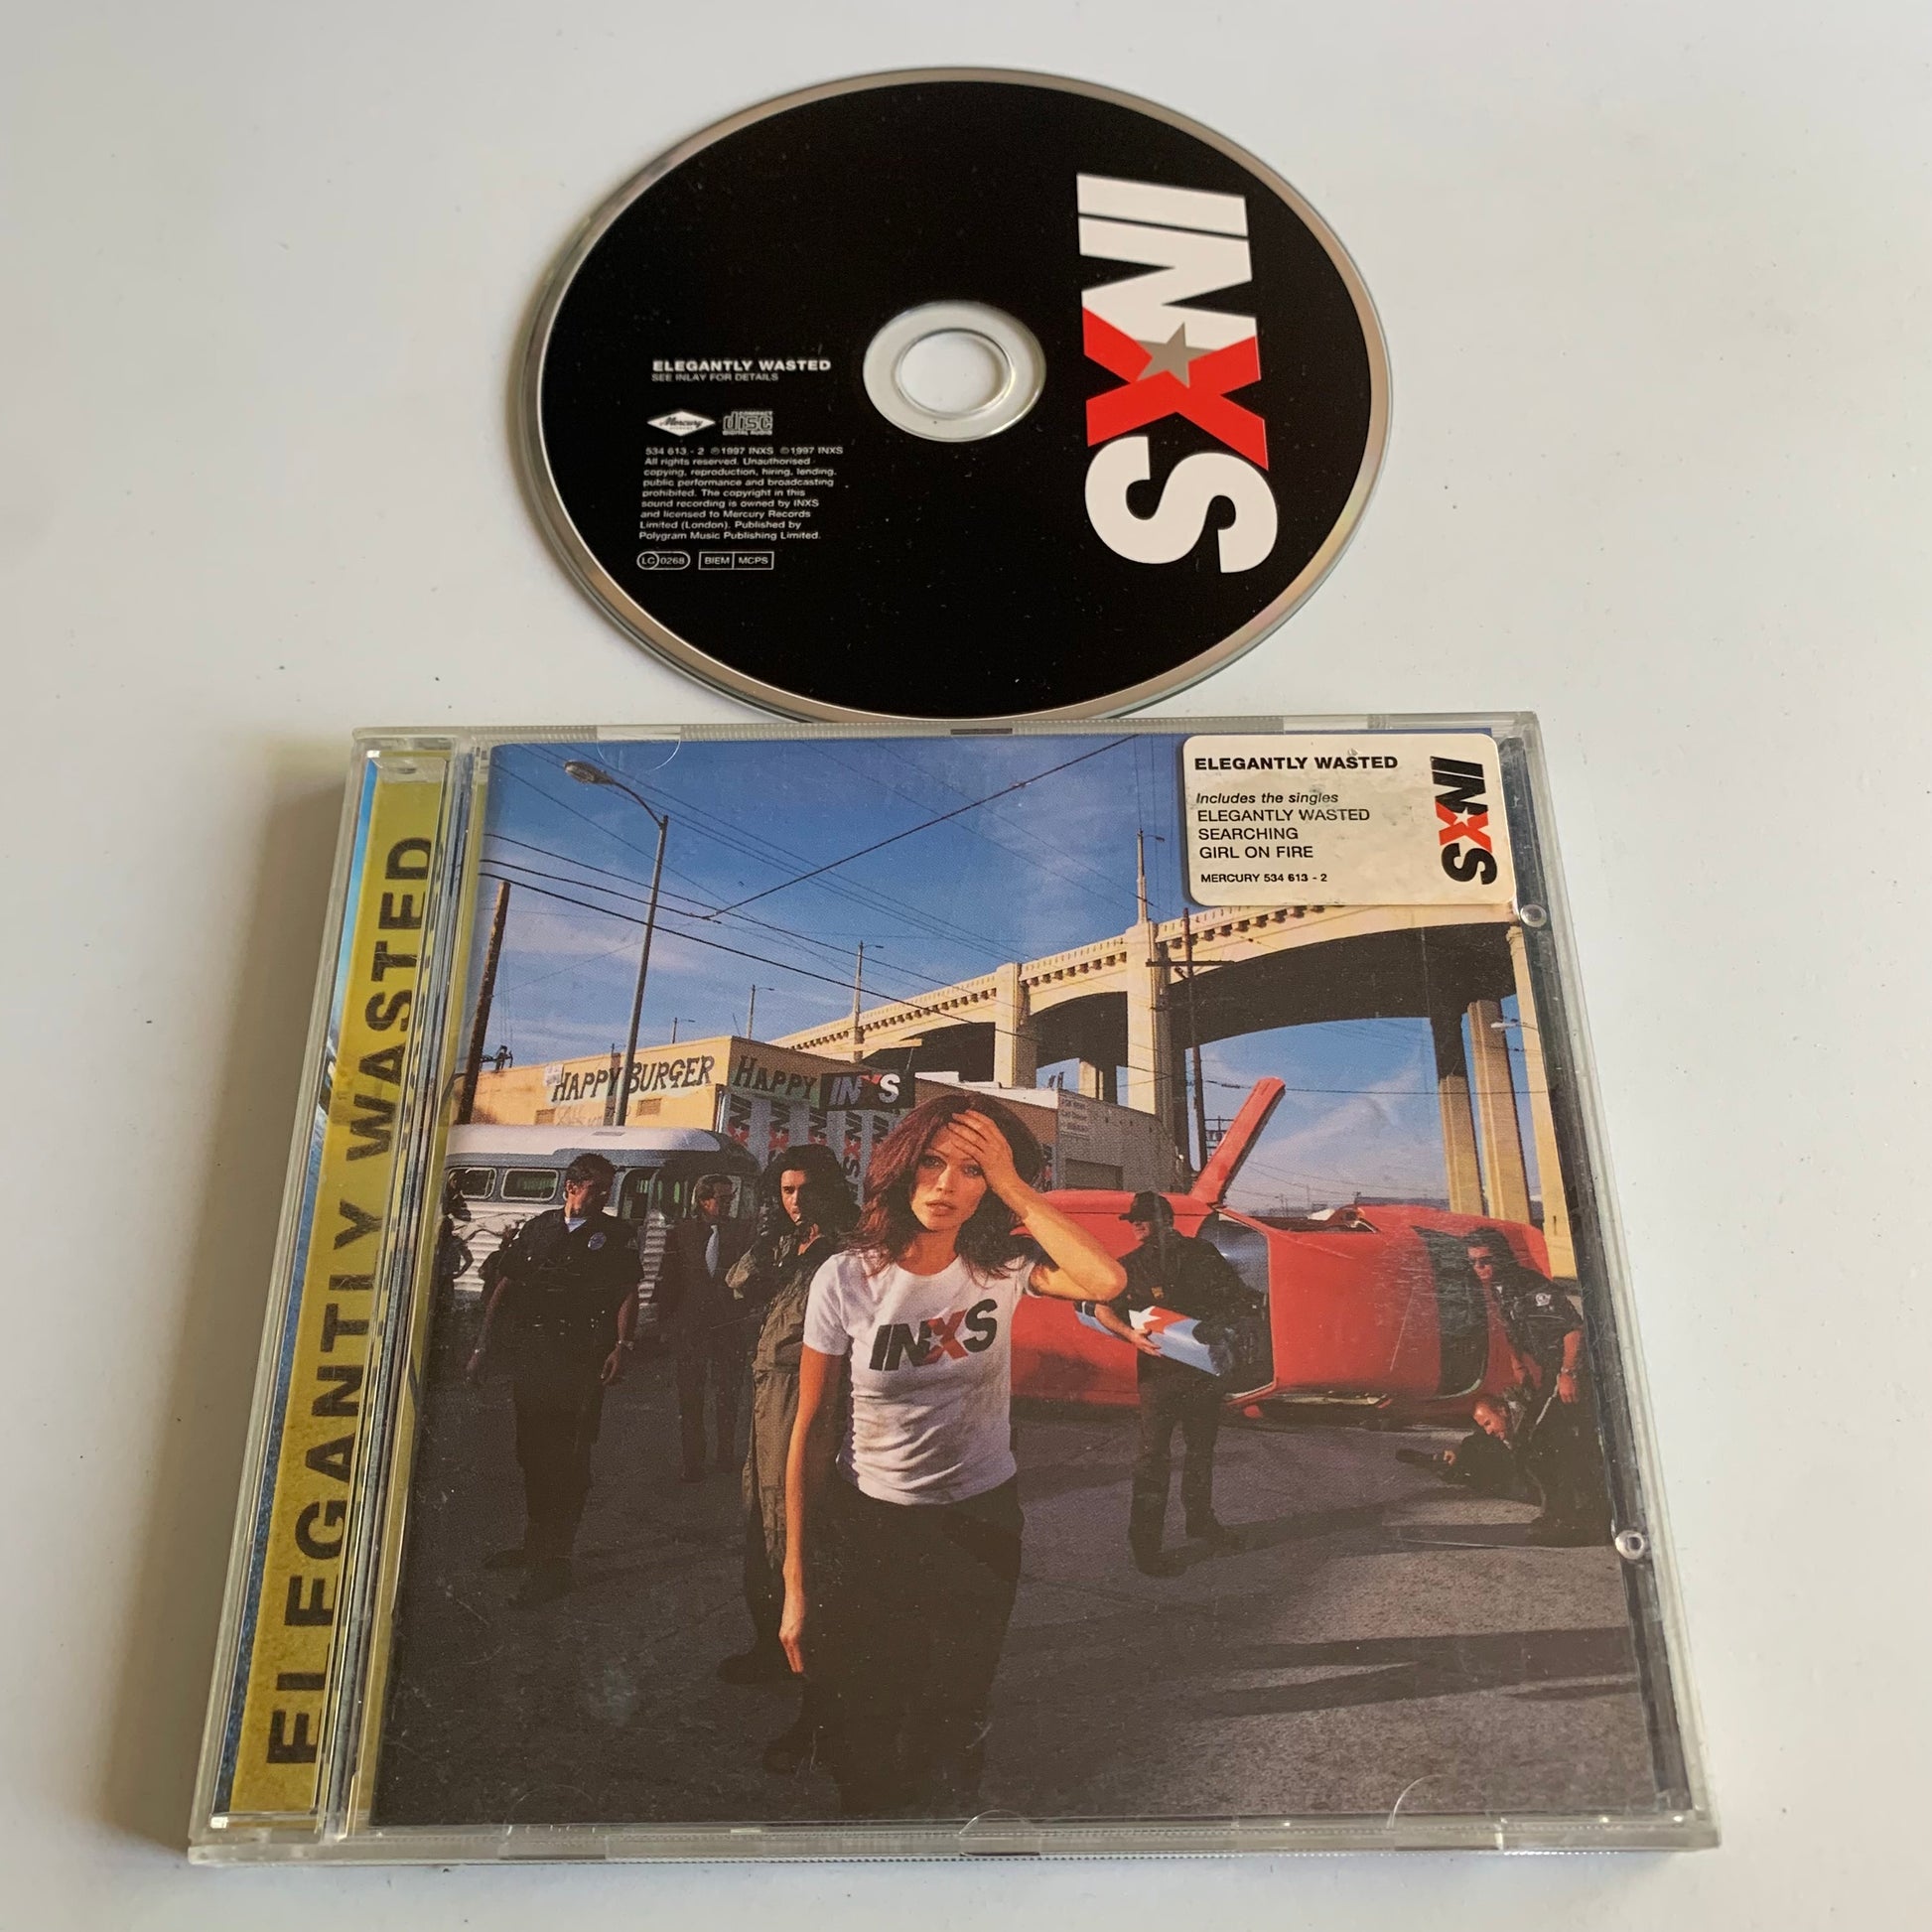 INXS
ELEGANTLY WASTED
SEE INLAY FOR DETAILS
Mercury
COMPACT
disc
DIGITAL AUDIO
534 613 - 2 ℗1997 INXS ©1997 INXS
All rights reserved. Unauthorised
copying, reproduction, hiring, lending,
public performance and broadcasting
prohibited. The copyright in this
sound recording is owned by INXS
and licensed to Mercury Records
Limited (London). Published by
Polygram Music Publishing Limited.
LC 0268 BIEM MCPS
ELEGANTLY WASTED
ELEGANTLY WASTED
Includes the singles
ELEGANTLY WASTED
SEARCHING
GIRL ON FIRE
MERCURY 534 613 - 2
INXS
HAPPY BURGER
HAPPY INXS
INXS